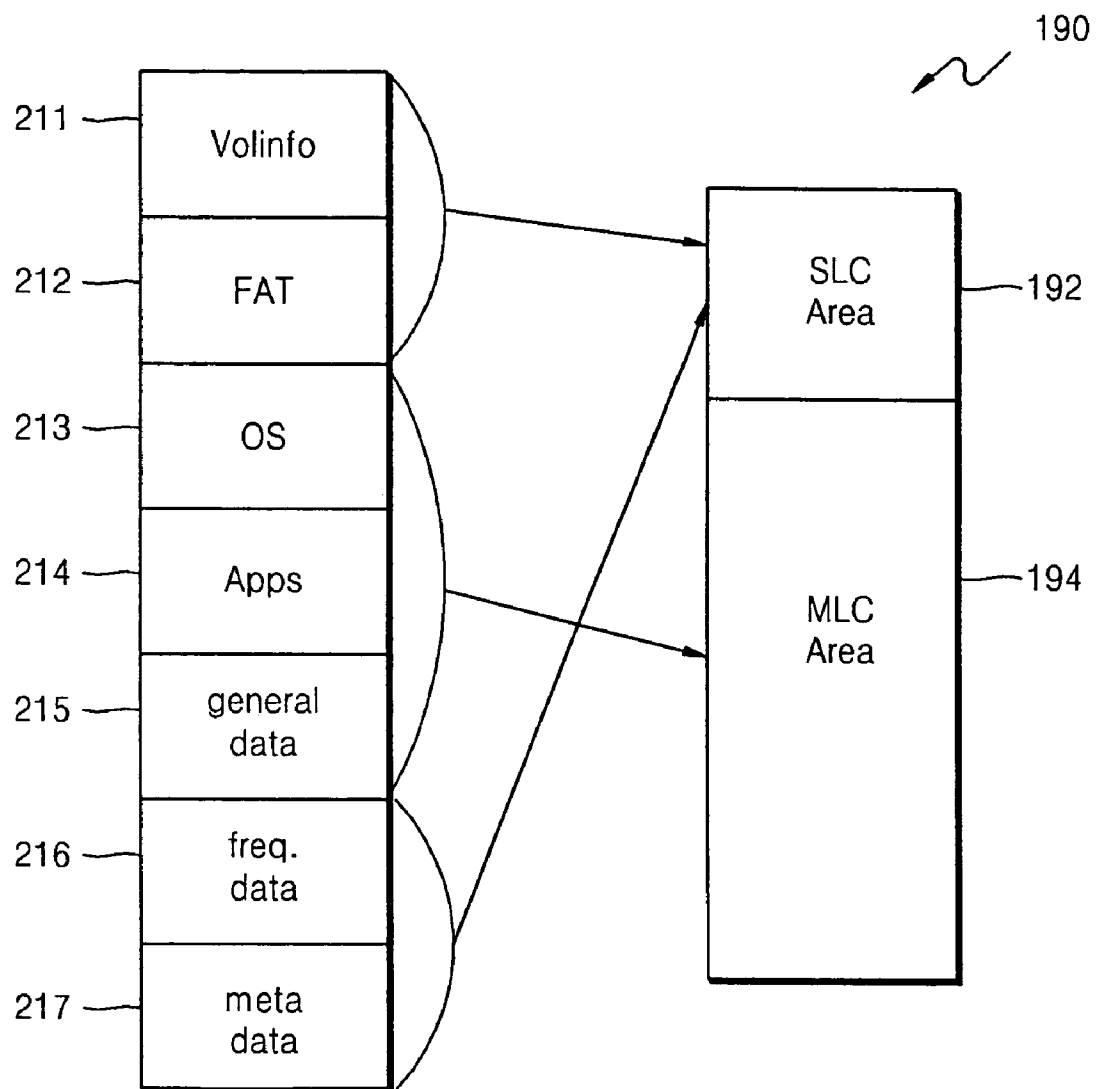 190
211
Volinfo
212
FAT
213
OS
214
Apps
215
general
data
216
freq.
data
217
meta
data
SLC
Area
192
MLC
Area
194